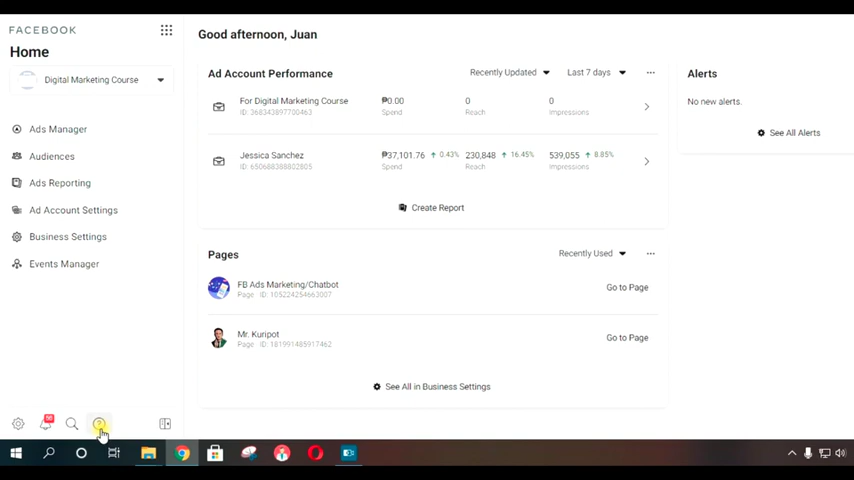 FACEBOOK
Home
Digital Marketing Course
Ads Manager
Audiences
Ads Reporting
Ad Account Settings
Business Settings
Events Manager
Good afternoon, Juan
Ad Account Performance
Recently Updated
Last 7 days
For Digital Marketing Course
ID: 368343897700463
₱0.00
Spend
0
Reach
0
Impressions
Jessica Sanchez
ID: 650688388802805
₱37,101.76 ↑ 0.43%
Spend
230,848 ↑ 16.45%
Reach
539,055 ↑ 8.85%
Impressions
Create Report
Pages
Recently Used
FB Ads Marketing/Chatbot
Page ID: 105224254663007
Go to Page
Mr. Kuripot
Page ID: 181991485917462
Go to Page
See All in Business Settings
Alerts
No new alerts.
See All Alerts